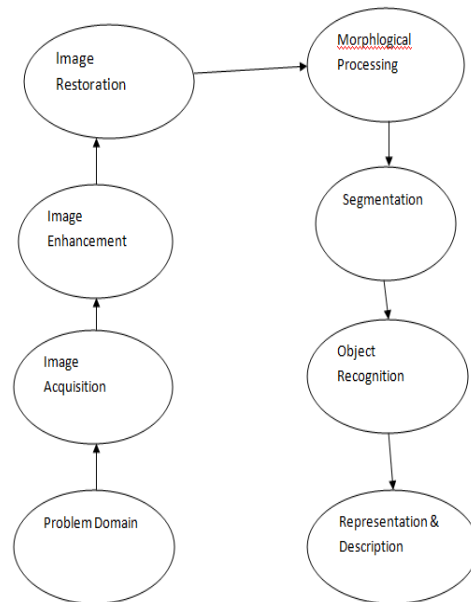 Image
Restoration
Morphlogical
Processing
Image
Enhancement
Segmentation
Image
Acquisition
Object
Recognition
Problem Domain
Representation &
Description